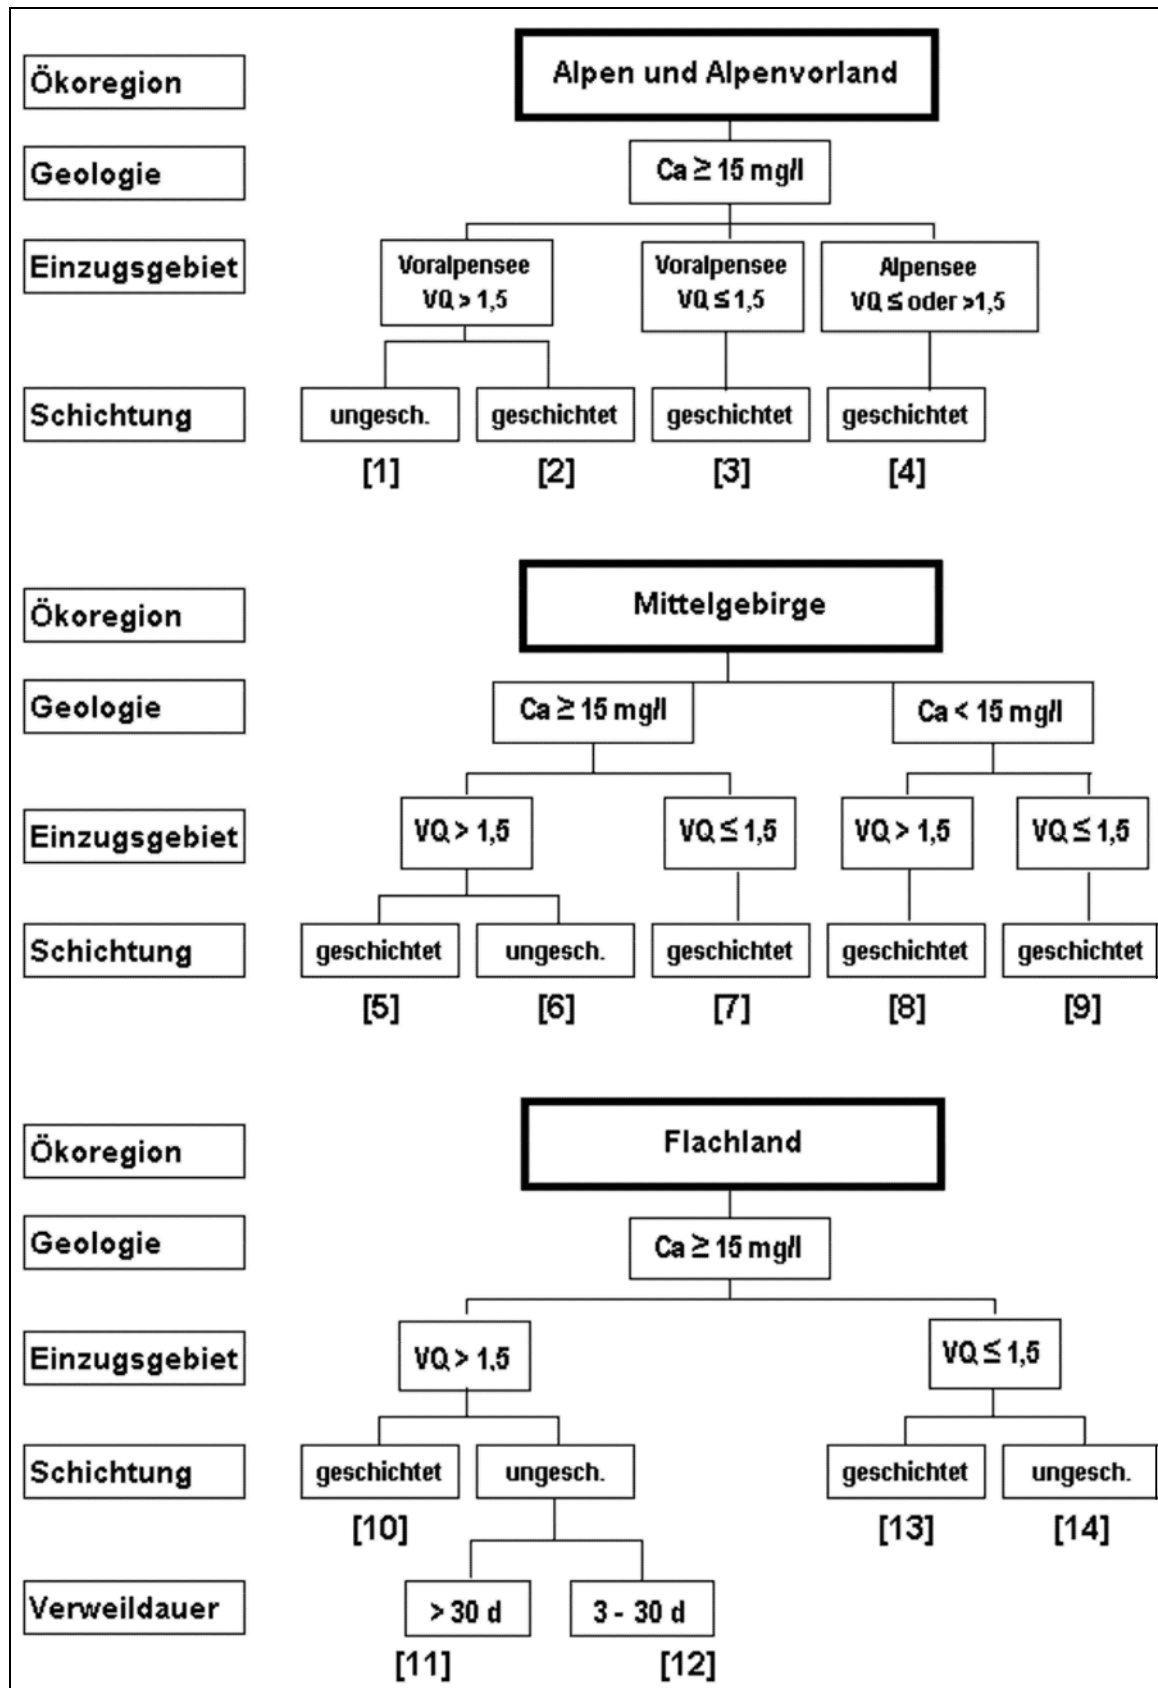 Ökoregion
Alpen und Alpenvorland
Geologie
Ca ≥ 15 mg/l
Einzugsgebiet
Voralpensee
VQ > 1,5
Voralpensee
VQ ≤ 1,5
Alpensee
VQ ≤ oder >1,5
Schichtung
ungesch.
geschichtet
geschichtet
geschichtet
[1]
[2]
[3]
[4]
Ökoregion
Mittelgebirge
Geologie
Ca ≥ 15 mg/l
Ca < 15 mg/l
Einzugsgebiet
VQ > 1,5
VQ ≤ 1,5
VQ > 1,5
VQ ≤ 1,5
Schichtung
geschichtet
ungesch.
geschichtet
geschichtet
geschichtet
[5]
[6]
[7]
[8]
[9]
Ökoregion
Flachland
Geologie
Ca ≥ 15 mg/l
Einzugsgebiet
VQ > 1,5
VQ ≤ 1,5
Schichtung
geschichtet
ungesch.
geschichtet
ungesch.
[10]
[13]
[14]
Verweildauer
> 30 d
3 - 30 d
[11]
[12]